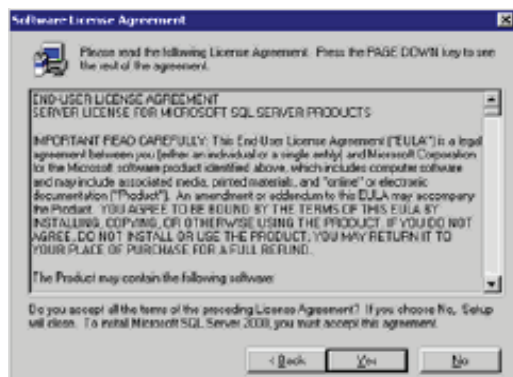 Software License Agreement
Please read the following License Agreement. Press the PAGE DOWN key to see
the rest of the agreement.
END-USER LICENSE AGREEMENT
SERVER LICENSE FOR MICROSOFT SQL SERVER PRODUCTS
IMPORTANT-READ CAREFULLY: This End-User License Agreement ("EULA") is a legal
agreement between you (either an individual or a single entity) and Microsoft Corporation
for the Microsoft software product identified above, which includes computer software
and may include associated media, printed materials, and "online" or electronic
documentation ("Product"). An amendment or addendum to this EULA may accompany
the Product. YOU AGREE TO BE BOUND BY THE TERMS OF THIS EULA BY
INSTALLING, COPYING, OR OTHERWISE USING THE PRODUCT. IF YOU DO NOT
AGREE, DO NOT INSTALL OR USE THE PRODUCT; YOU MAY RETURN IT TO
YOUR PLACE OF PURCHASE FOR A FULL REFUND.
The Product may contain the following software:
Do you accept all the terms of the preceding License Agreement? If you choose No, Setup
will close. To install Microsoft SQL Server 2000, you must accept this agreement.
< Back Yes No